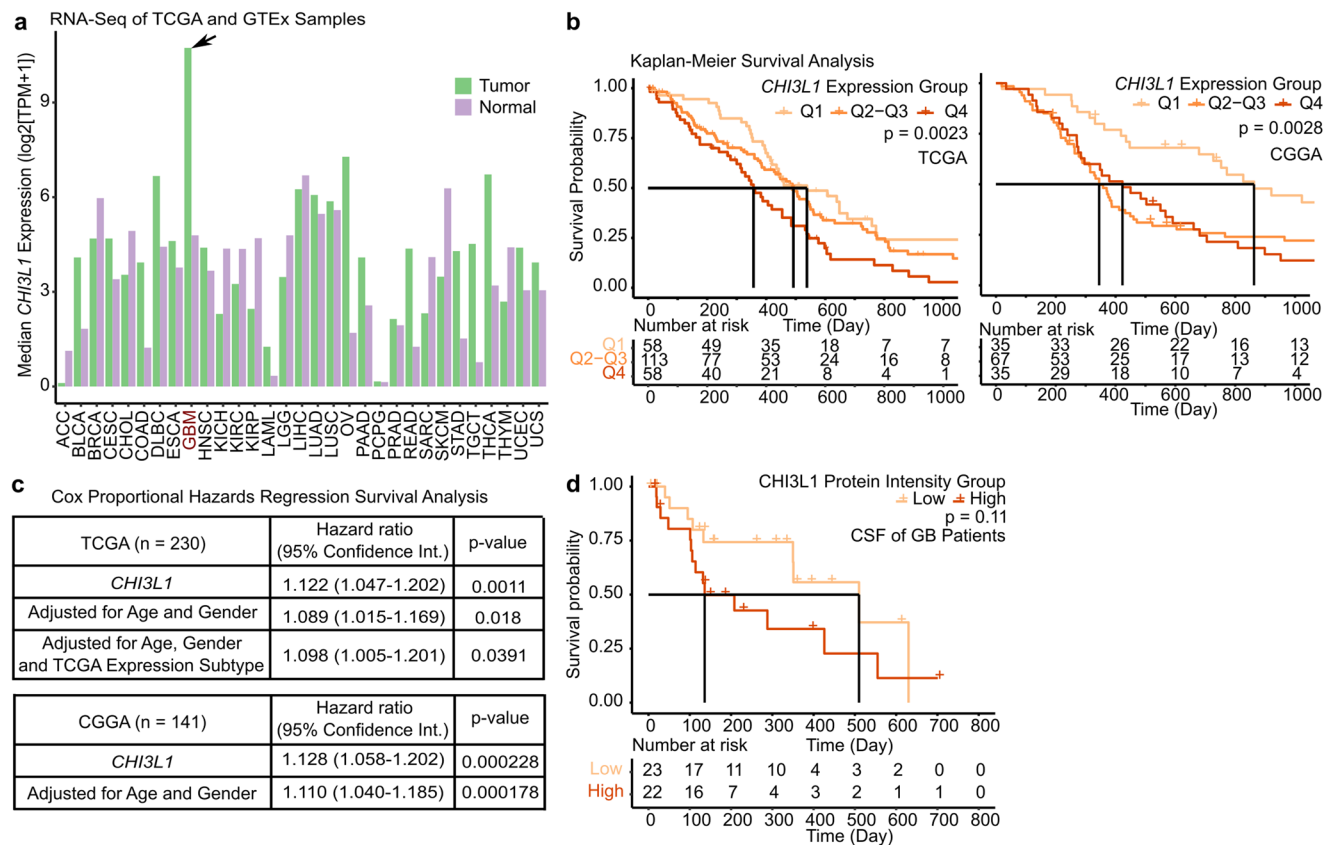 a
RNA-Seq of TCGA and GTEx Samples
Median CHI3L1 Expression (log2[TPM+1])
9
6
3
0
Tumor
Normal
ACC
BLCA
BRCA
CESC
CHOL
COAD
DLBC
ESCA
GBM
HNSC
KICH
KIRC
KIRP
LAML
LGG
LIHC
LUAD
LUSC
OV
PAAD
PCPG
PRAD
READ
SARC
SKCM
STAD
TGCT
THCA
THYM
UCEC
UCS
b
Kaplan-Meier Survival Analysis
CHI3L1 Expression Group
Q1 Q2-Q3 Q4
p = 0.0023
TCGA
Survival Probability
1.00
0.75
0.50
0.25
0.00
0 200 400 600 800 1000
Number at risk Time (Day)
Q1 58 49 35 18 7 7
Q2-Q3 113 77 53 24 16 8
Q4 58 40 21 8 4 1
0 200 400 600 800 1000
CHI3L1 Expression Group
Q1 Q2-Q3 Q4
p = 0.0028
CGGA
0 200 400 600 800 1000
Number at risk Time (Day)
35 33 26 22 16 13
67 53 25 17 13 12
35 29 18 10 7 4
0 200 400 600 800 1000
c
Cox Proportional Hazards Regression Survival Analysis
TCGA (n = 230) Hazard ratio (95% Confidence Int.) p-value
CHI3L1 1.122 (1.047-1.202) 0.0011
Adjusted for Age and Gender 1.089 (1.015-1.169) 0.018
Adjusted for Age, Gender and TCGA Expression Subtype 1.098 (1.005-1.201) 0.0391
CGGA (n = 141) Hazard ratio (95% Confidence Int.) p-value
CHI3L1 1.128 (1.058-1.202) 0.000228
Adjusted for Age and Gender 1.110 (1.040-1.185) 0.000178
d
CHI3L1 Protein Intensity Group
Low High
p = 0.11
CSF of GB Patients
Survival probability
1.00
0.75
0.50
0.25
0.00
0 100 200 300 400 500 600 700 800
Number at risk Time (Day)
Low 23 17 11 10 4 3 2 0 0
High 22 16 7 4 3 2 1 1 0
0 100 200 300 400 500 600 700 800
Time (Day)